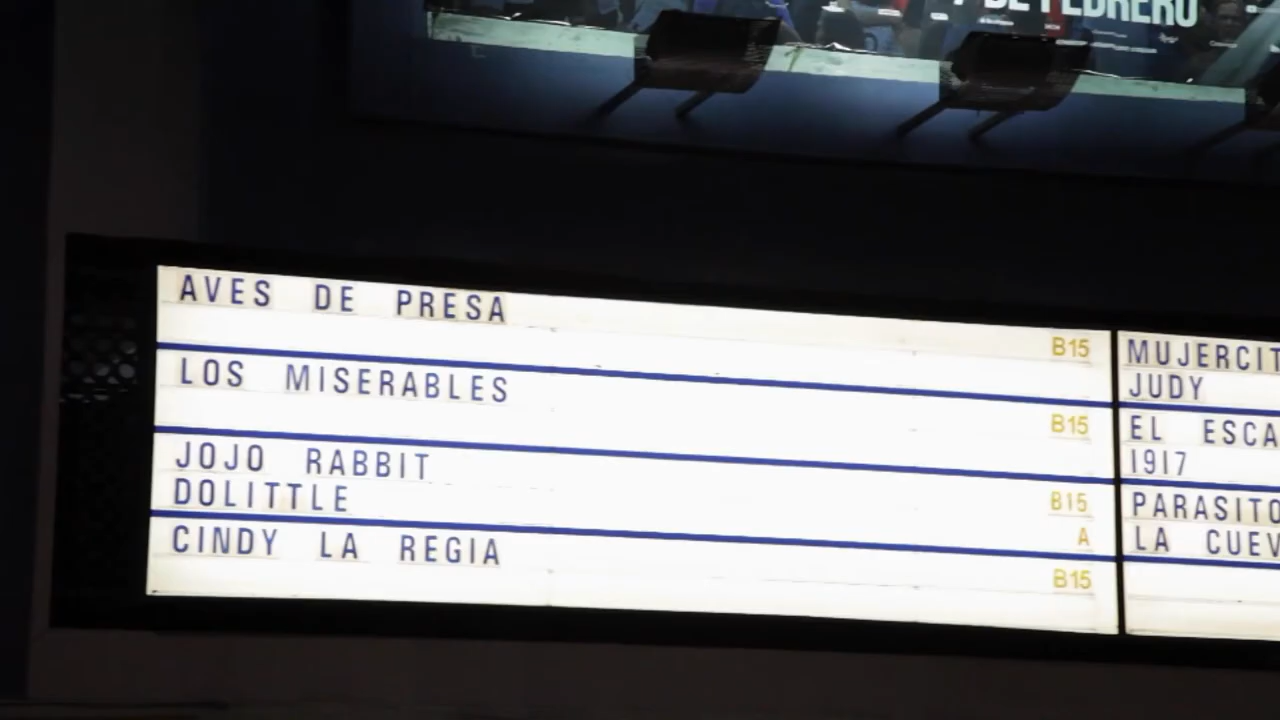 DE FEBRERO
AVES DE PRESA
B15
LOS MISERABLES
B15
JOJO RABBIT
B15
DOLITTLE
A
CINDY LA REGIA
B15
MUJERCIT
JUDY
EL ESCA
1917
PARASITO
LA CUEV